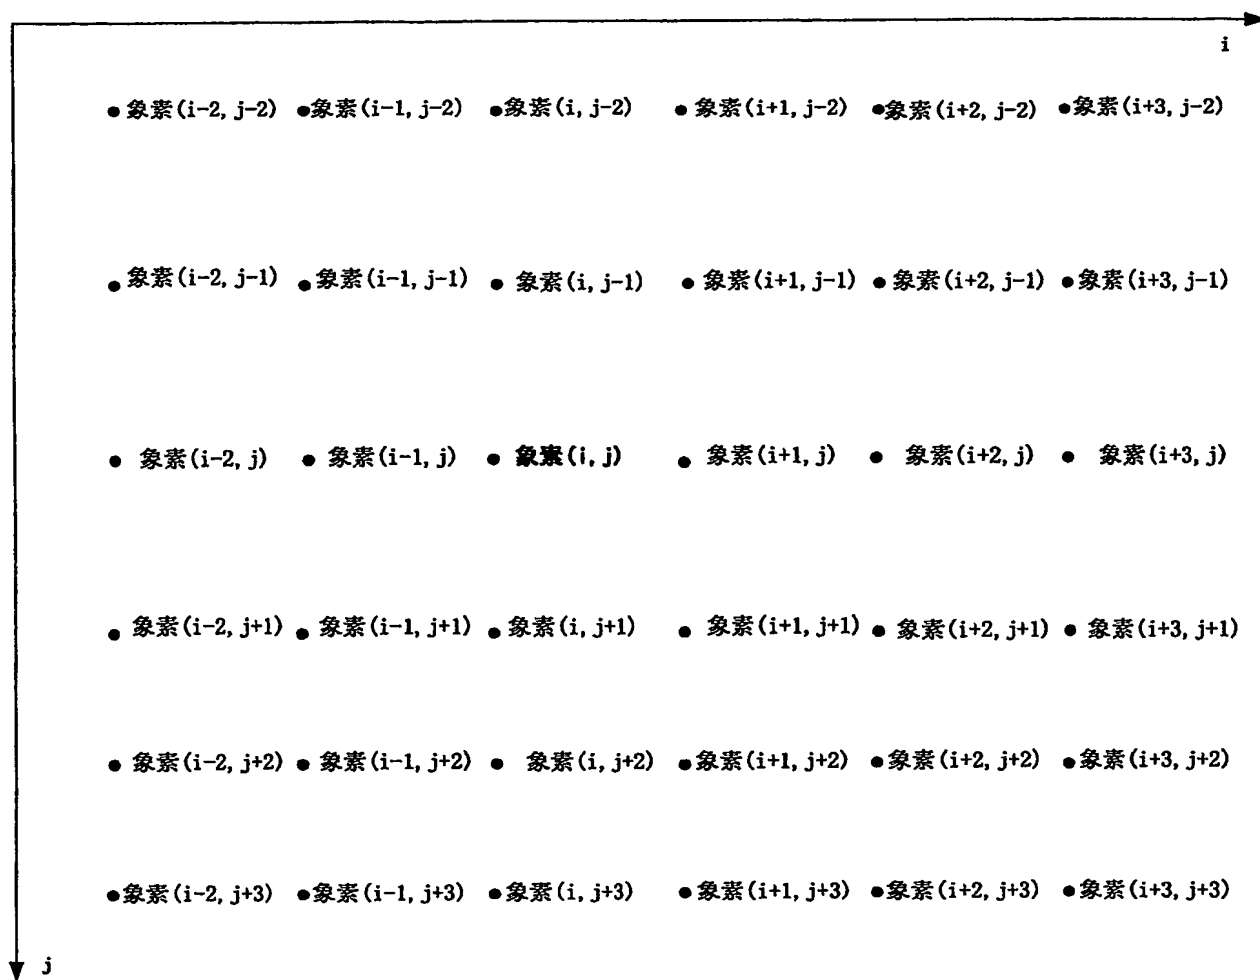 i
象素(i-2, j-2) 象素(i-1, j-2) 象素(i, j-2) 象素(i+1, j-2) 象素(i+2, j-2) 象素(i+3, j-2)
象素(i-2, j-1) 象素(i-1, j-1) 象素(i, j-1) 象素(i+1, j-1) 象素(i+2, j-1) 象素(i+3, j-1)
象素(i-2, j) 象素(i-1, j) 象素(i, j) 象素(i+1, j) 象素(i+2, j) 象素(i+3, j)
象素(i-2, j+1) 象素(i-1, j+1) 象素(i, j+1) 象素(i+1, j+1) 象素(i+2, j+1) 象素(i+3, j+1)
象素(i-2, j+2) 象素(i-1, j+2) 象素(i, j+2) 象素(i+1, j+2) 象素(i+2, j+2) 象素(i+3, j+2)
象素(i-2, j+3) 象素(i-1, j+3) 象素(i, j+3) 象素(i+1, j+3) 象素(i+2, j+3) 象素(i+3, j+3)
j